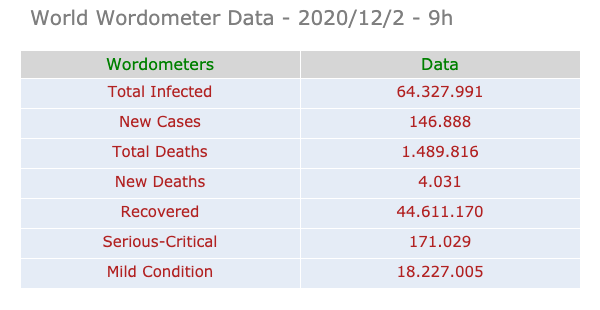 World Wordometer Data - 2020/12/2 - 9h
Wordometers Data
Total Infected 64.327.991
New Cases 146.888
Total Deaths 1.489.816
New Deaths 4.031
Recovered 44.611.170
Serious-Critical 171.029
Mild Condition 18.227.005